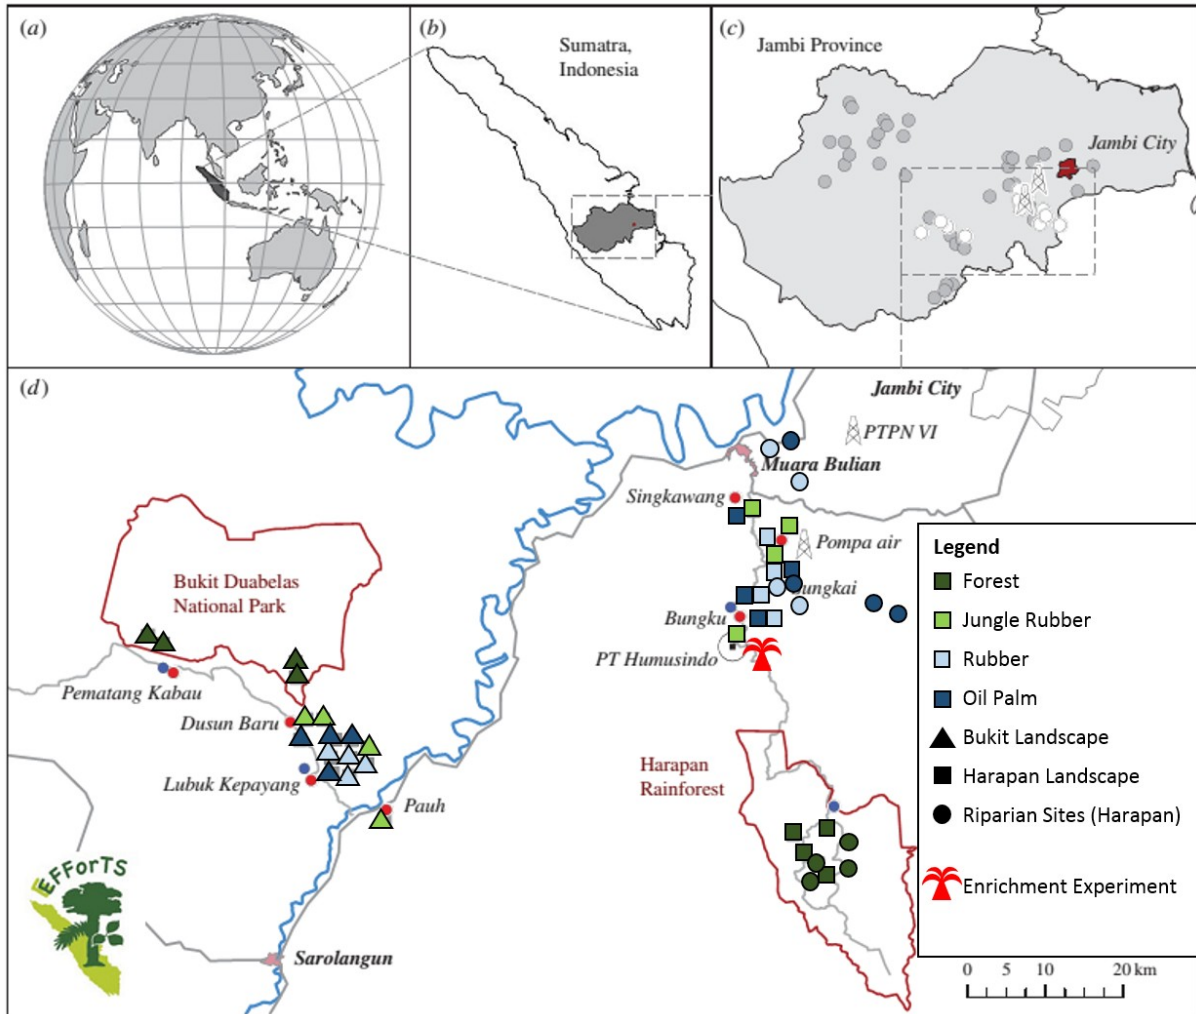 (a)
(b)
Sumatra,
Indonesia
(c)
Jambi Province
Jambi City
(d)
Jambi City
PTPN VI
Muara Bulian
Singkawang
Pompa air
Bungku
PT Humusindo
Bukit Duabelas
National Park
Pematang Kabau
Dusun Baru
Lubuk Kepayang
Pauh
Harapan
Rainforest
Sarolangun
EFForTS
Legend
Forest
Jungle Rubber
Rubber
Oil Palm
Bukit Landscape
Harapan Landscape
Riparian Sites (Harapan)
Enrichment Experiment
0 5 10 20 km